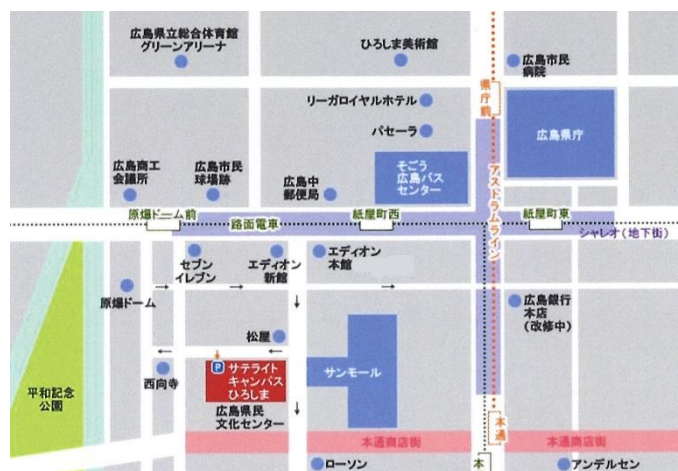 広島県立総合体育館
グリーンアリーナ
ひろしま美術館
広島市民
病院
リーガロイヤルホテル
県庁前
パセーラ
広島県庁
広島商工
会議所
広島市民
球場跡
広島中
郵便局
そごう
広島バス
センター
アストラムライン
原爆ドーム前
路面電車
紙屋町西
紙屋町東
シャレオ(地下街)
セブン
イレブン
エディオン
新館
エディオン
本館
原爆ドーム
広島銀行
本店
(改修中)
松屋
P
サテライト
キャンパス
ひろしま
サンモール
西向寺
平和記念
公園
広島県民
文化センター
本通
本通商店街
本通商店街
ローソン
本
アンデルセン